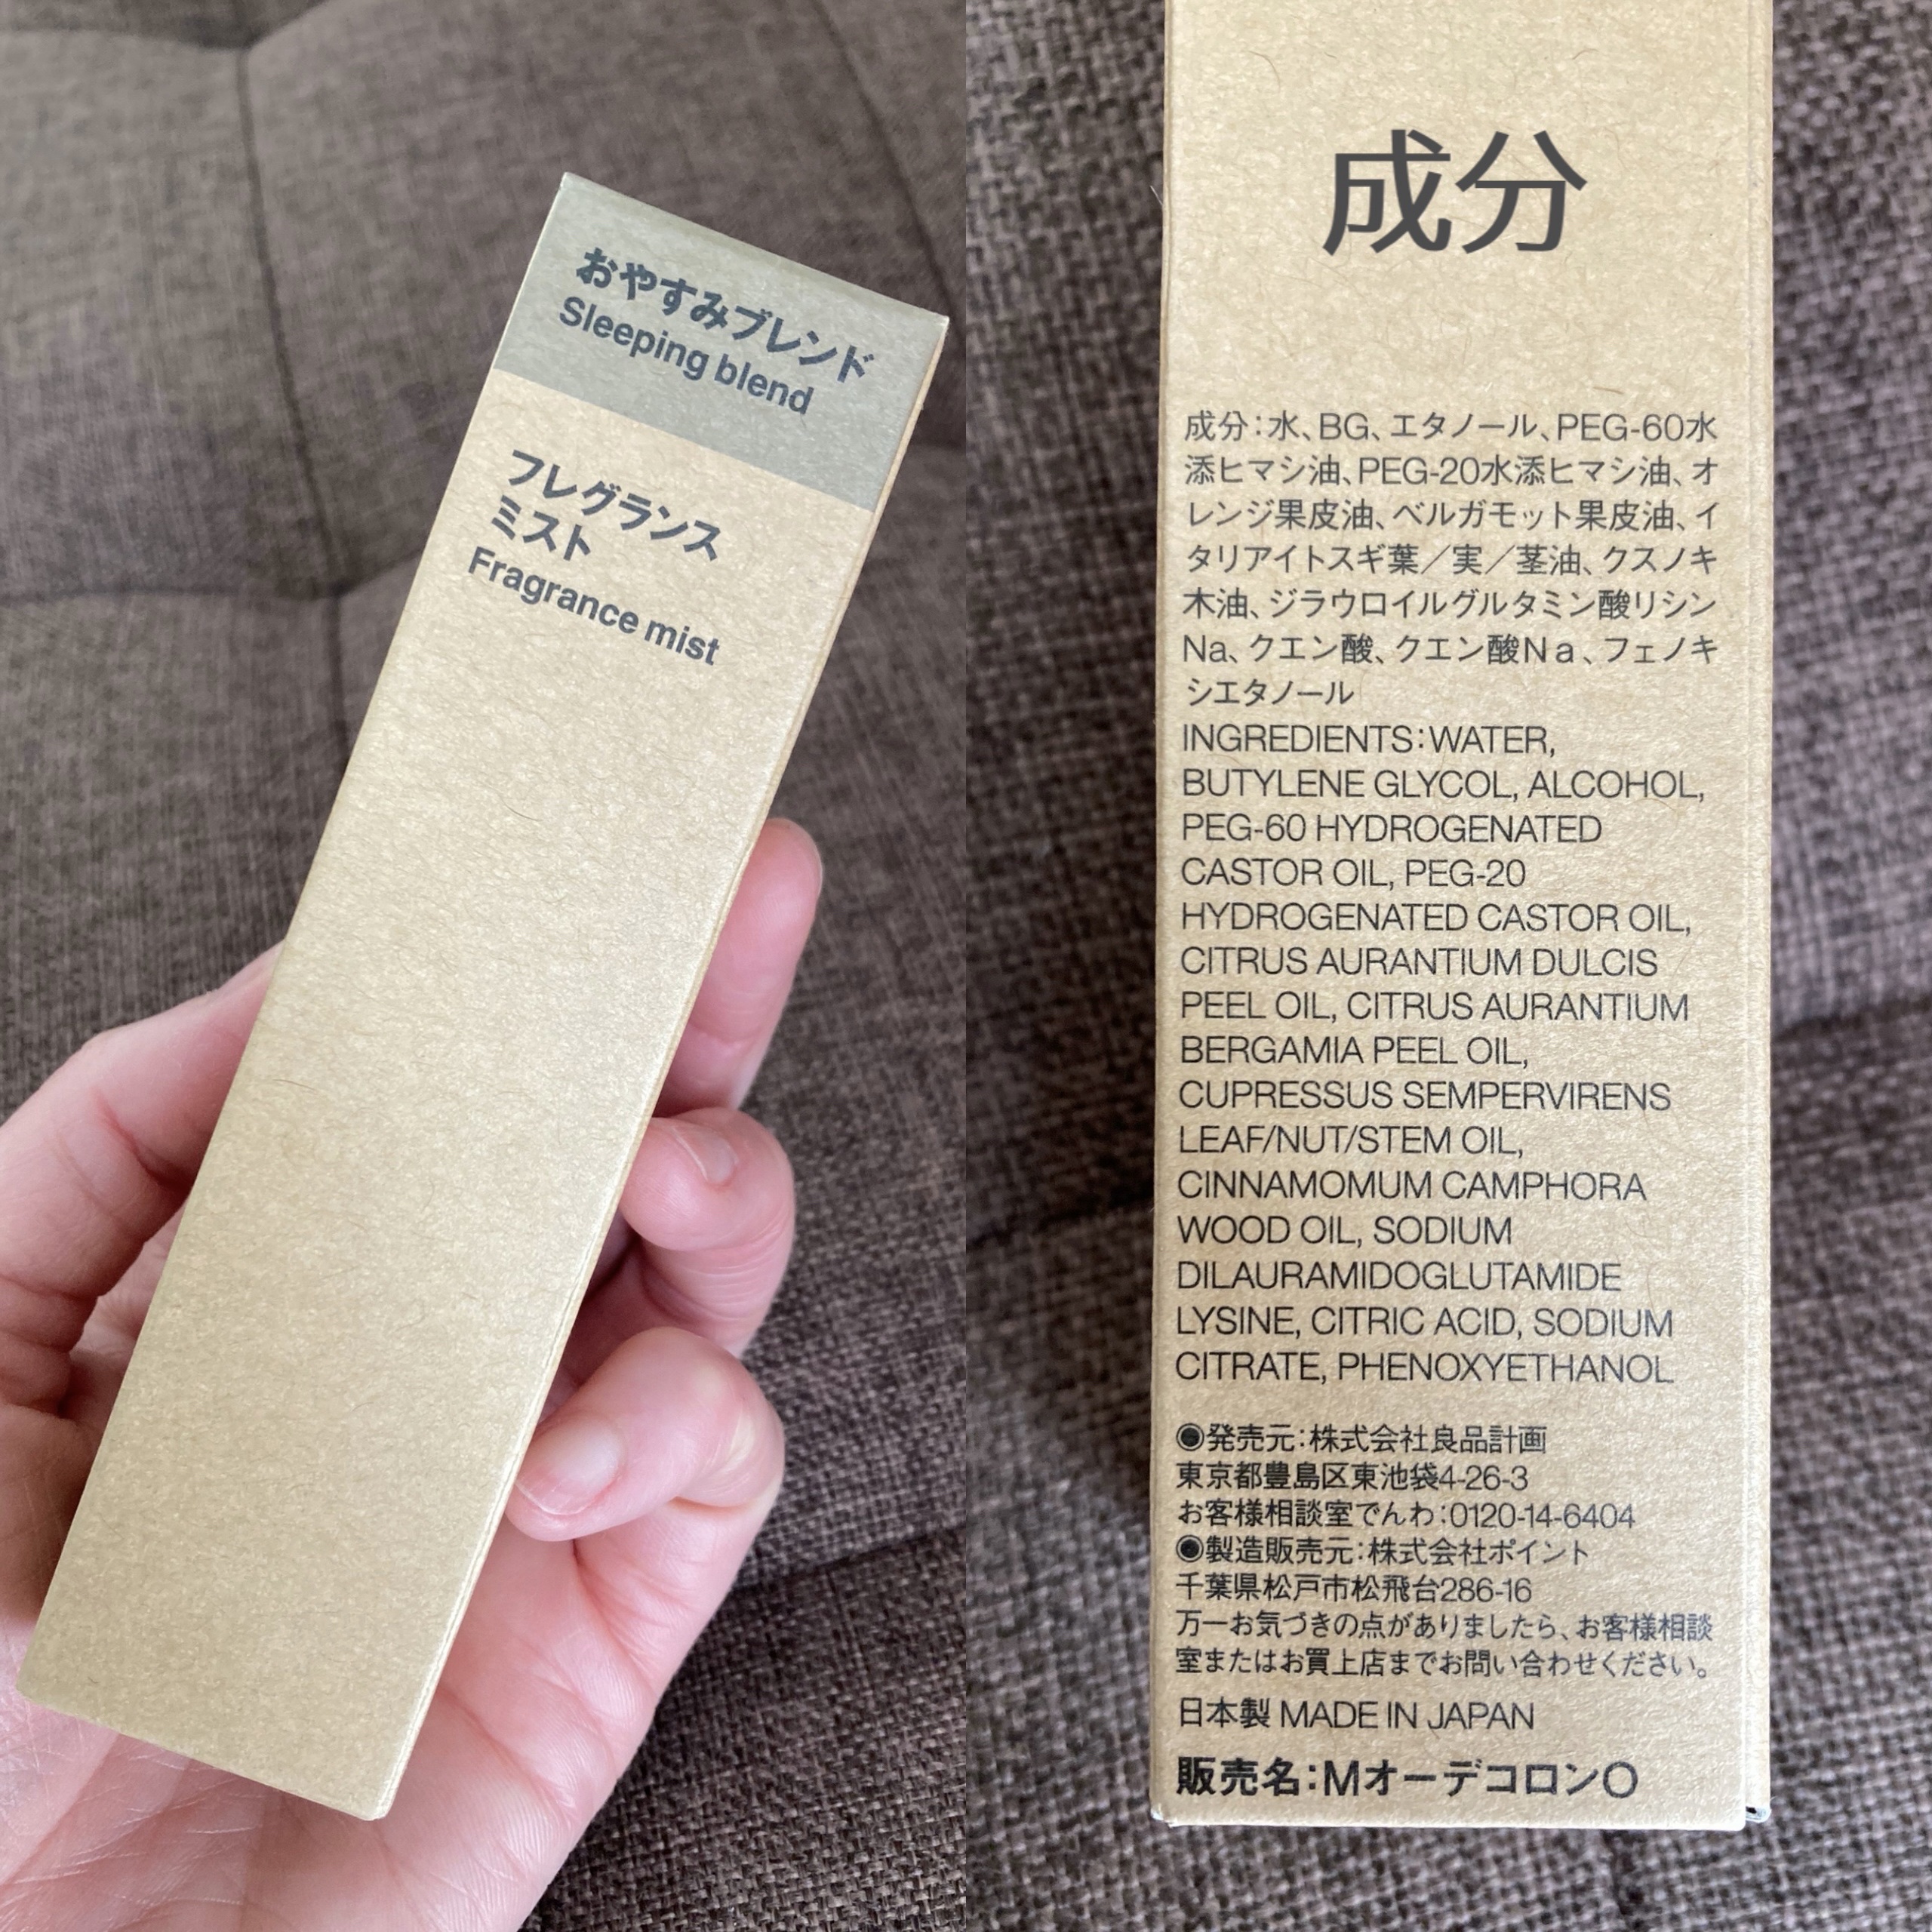 おやすみブレンド
Sleeping blend
フレグランス
ミスト
Fragrance mist
成分
成分:水、BG、エタノール、PEG-60水
添ヒマシ油、PEG-20水添ヒマシ油、オ
レンジ果皮油、ベルガモット果皮油、イ
タリアイトスギ葉/実/茎油、クスノキ
木油、ジラウロイルグルタミン酸リシン
Na、クエン酸、クエン酸Na、フェノキ
シエタノール
INGREDIENTS:WATER,
BUTYLENE GLYCOL, ALCOHOL,
PEG-60 HYDROGENATED
CASTOR OIL, PEG-20
HYDROGENATED CASTOR OIL,
CITRUS AURANTIUM DULCIS
PEEL OIL, CITRUS AURANTIUM
BERGAMIA PEEL OIL,
CUPRESSUS SEMPERVIRENS
LEAF/NUT/STEM OIL,
CINNAMOMUM CAMPHORA
WOOD OIL, SODIUM
DILAURAMIDOGLUTAMIDE
LYSINE, CITRIC ACID, SODIUM
CITRATE, PHENOXYETHANOL
◉発売元:株式会社良品計画
東京都豊島区東池袋4-26-3
お客様相談室でんわ:0120-14-6404
◉製造販売元:株式会社ポイント
千葉県松戸市松飛台286-16
万一お気づきの点がありましたら、お客様相談
室またはお買上店までお問い合わせください。
日本製 MADE IN JAPAN
販売名:MオーデコロンO